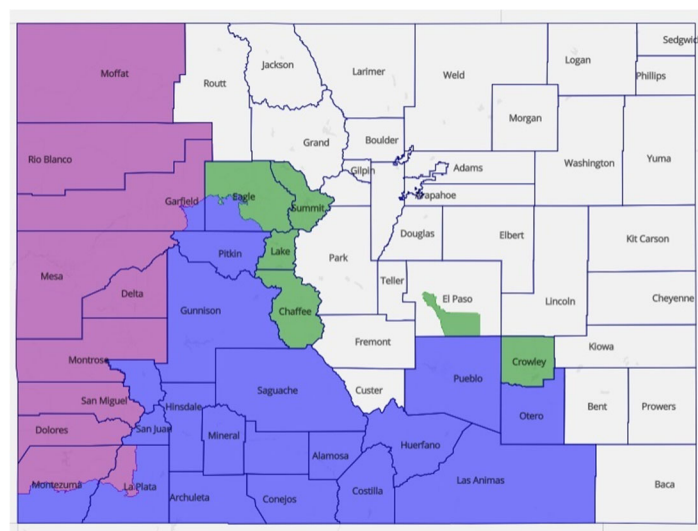 Sedgwic
Jackson
Logan
Larimer
Moffat
Weld
Phillips
Routt
Morgan
Boulder
Grand
Rio Blanco
Washington
Yuma
Gilpin
Adams
Eagle
rapahoe
Garfield
Summit
Douglas
Elbert
Kit Carson
Lake
Pitkin
Park
Mesa
Teller
Delta
El Paso
Cheyenne
Lincoln
Gunnison
Chaffee
Fremont
Kiowa
Montrose
Crowley
Pueblo
Saguache
Custer
San Miguel
Hinsdale
Bent
Prowers
Otero
Dolores
San Juan
Mineral
Huerfano
Alamosa
Las Animas
Montezuma
La Plata
Baca
Costilla
Archuleta
Conejos